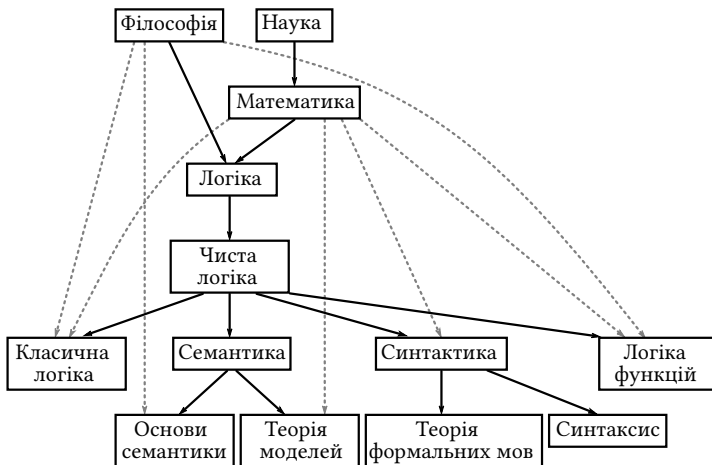 Філософія
Наука
Математика
Логіка
Чиста
логіка
Класична
логіка
Семантика
Синтактика
Логіка
функцій
Основи
семантики
Теорія
моделей
Теорія
формальних мов
Синтаксис